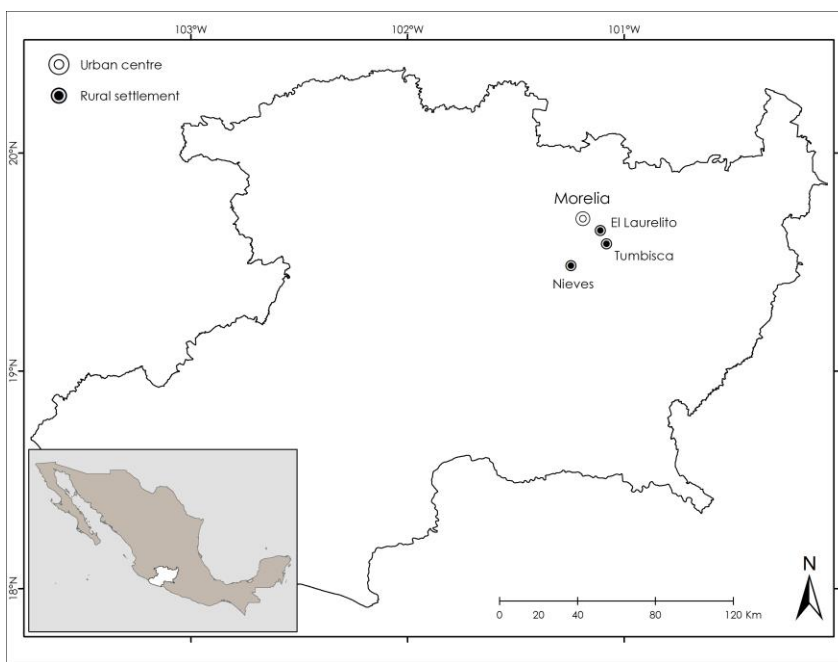 103°W
102°W
101°W
Urban centre
Rural settlement
20°N
Morelia
El Laurelito
Tumbisca
Nieves
19°N
18°N
N
0 20 40 80 120 Km